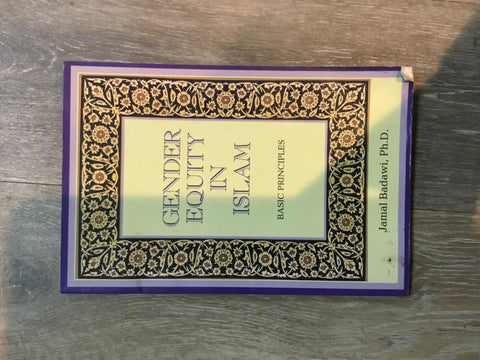 GENDER
EQUITY
IN
ISLAM
BASIC PRINCIPLES
Jamal Badawi, Ph.D.